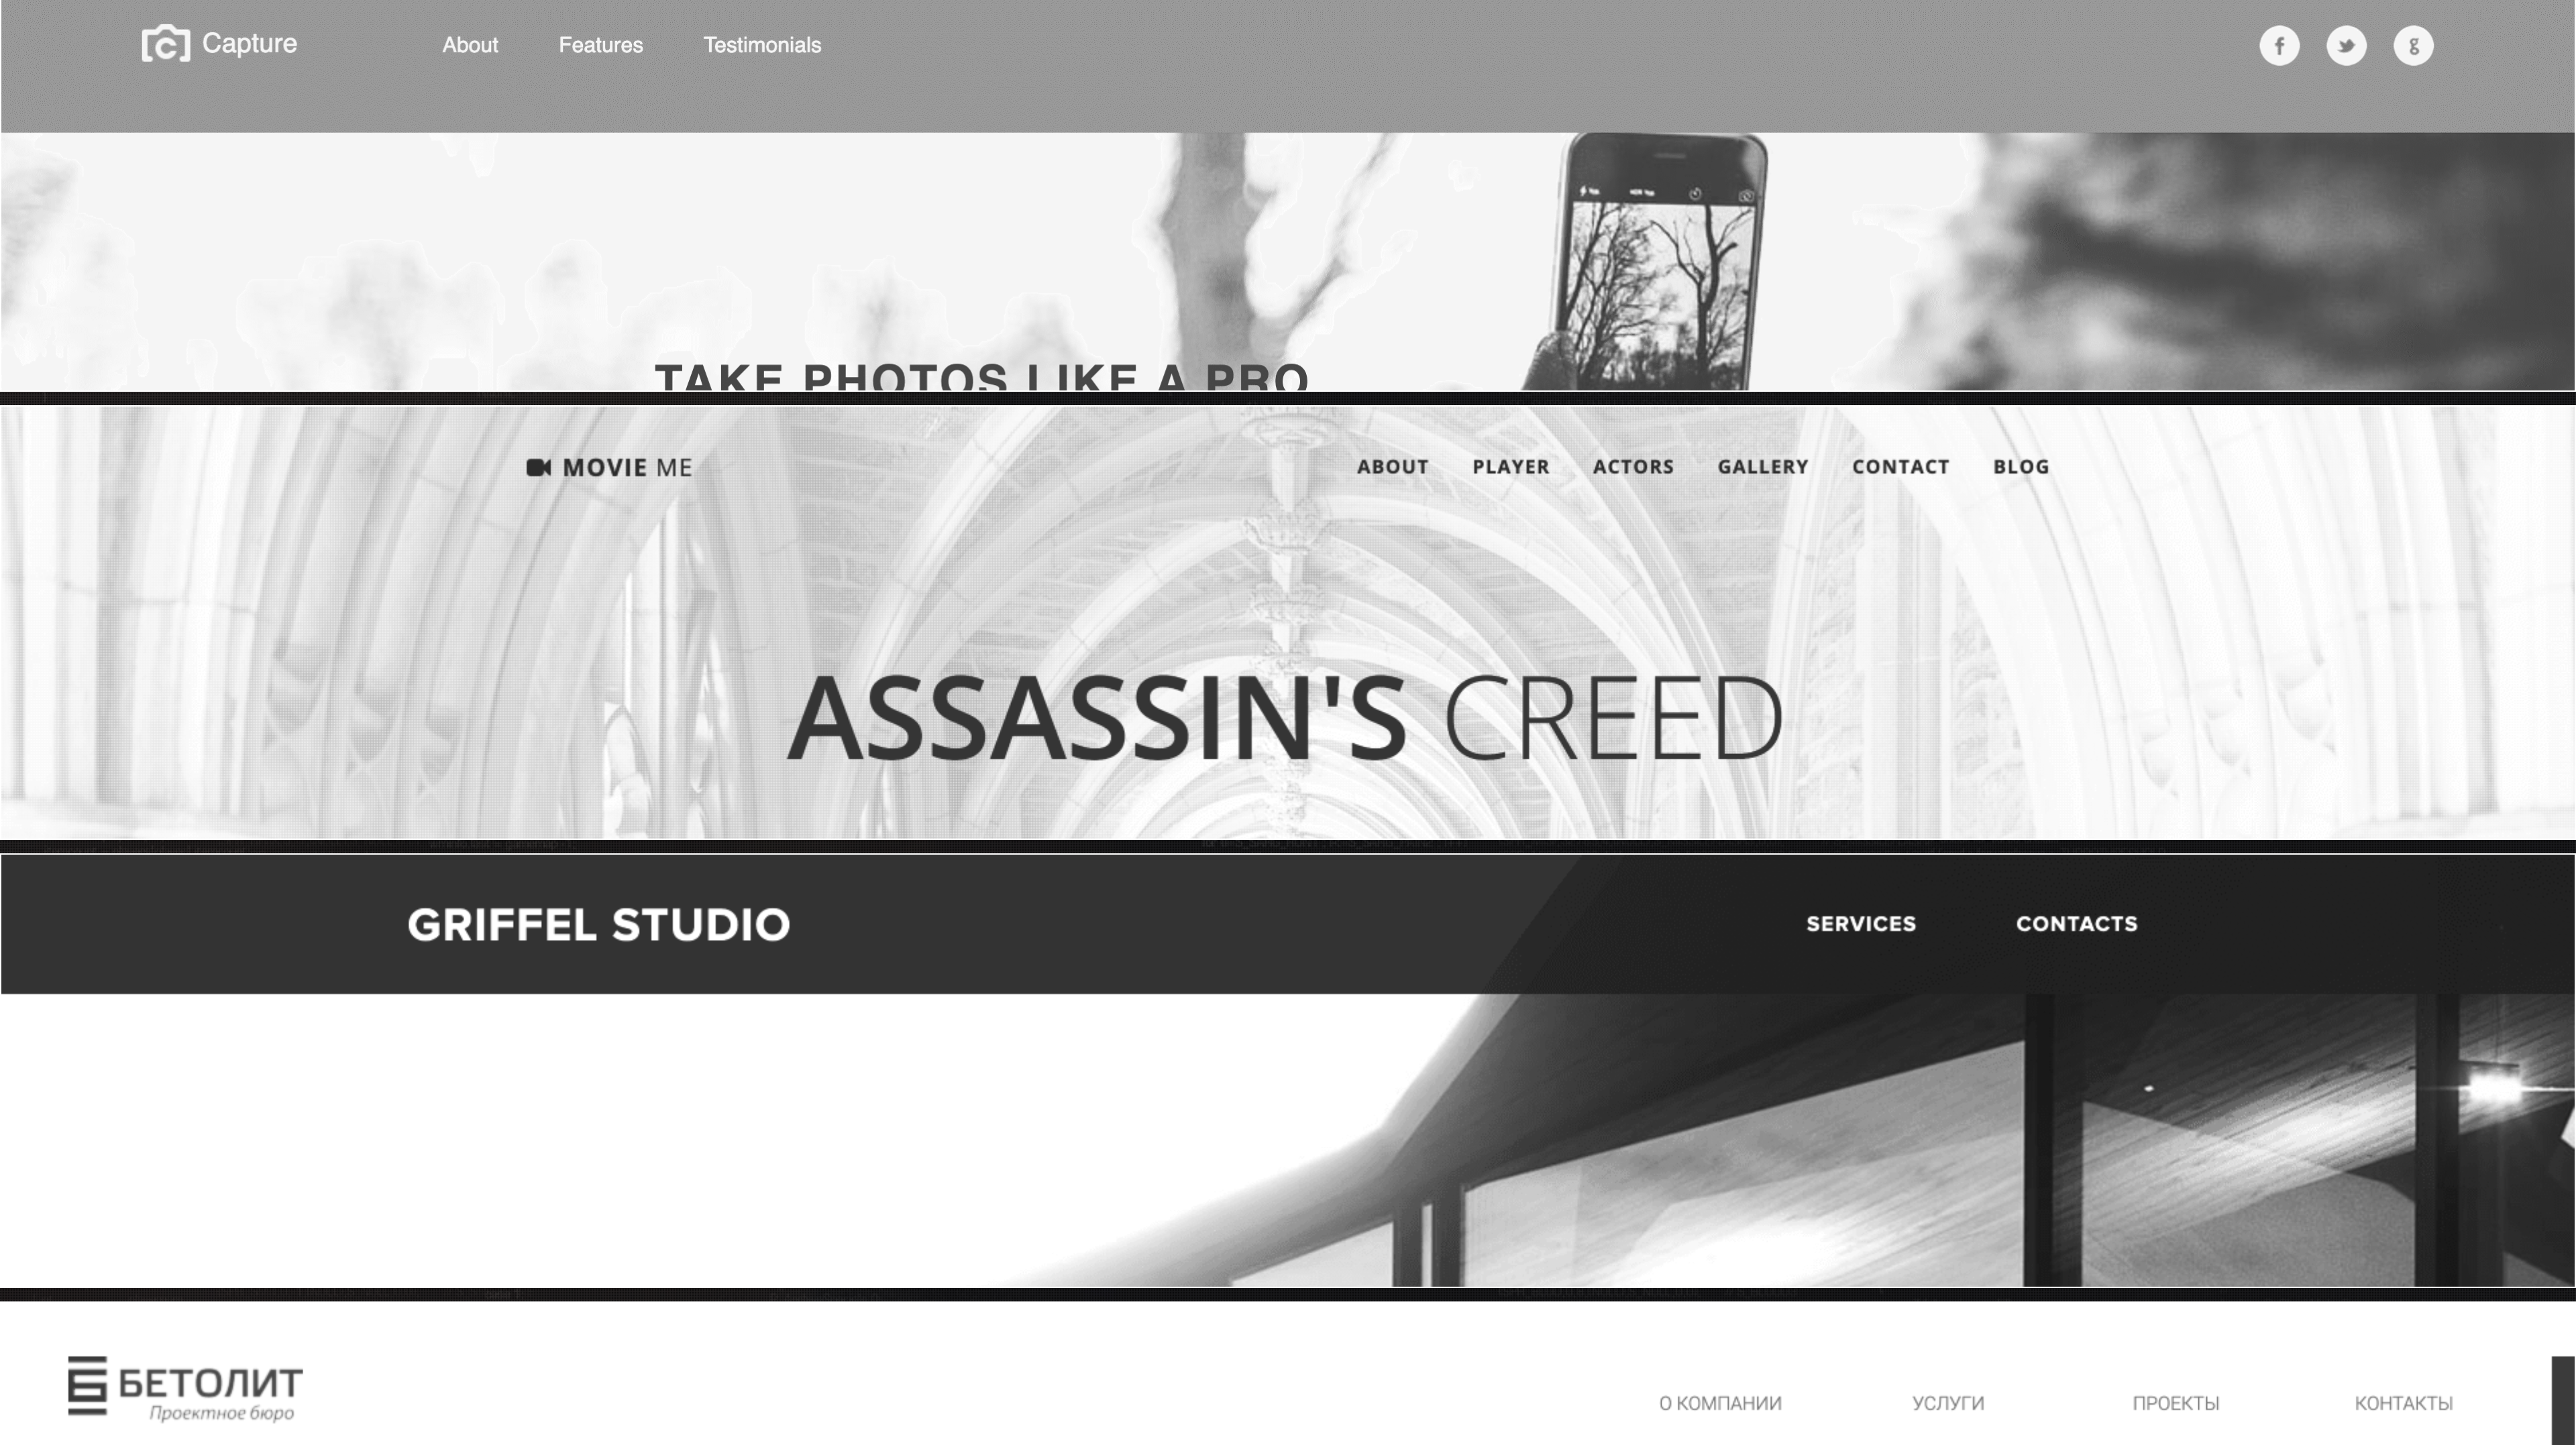 Capture About Features Testimonials
TAKE PHOTOS LIKE A PRO
MOVIE ME ABOUT PLAYER ACTORS GALLERY CONTACT BLOG
ASSASSIN'S CREED
GRIFFEL STUDIO SERVICES CONTACTS
БЕТОЛИТ
Проектное бюро
О КОМПАНИИ УСЛУГИ ПРОЕКТЫ КОНТАКТЫ